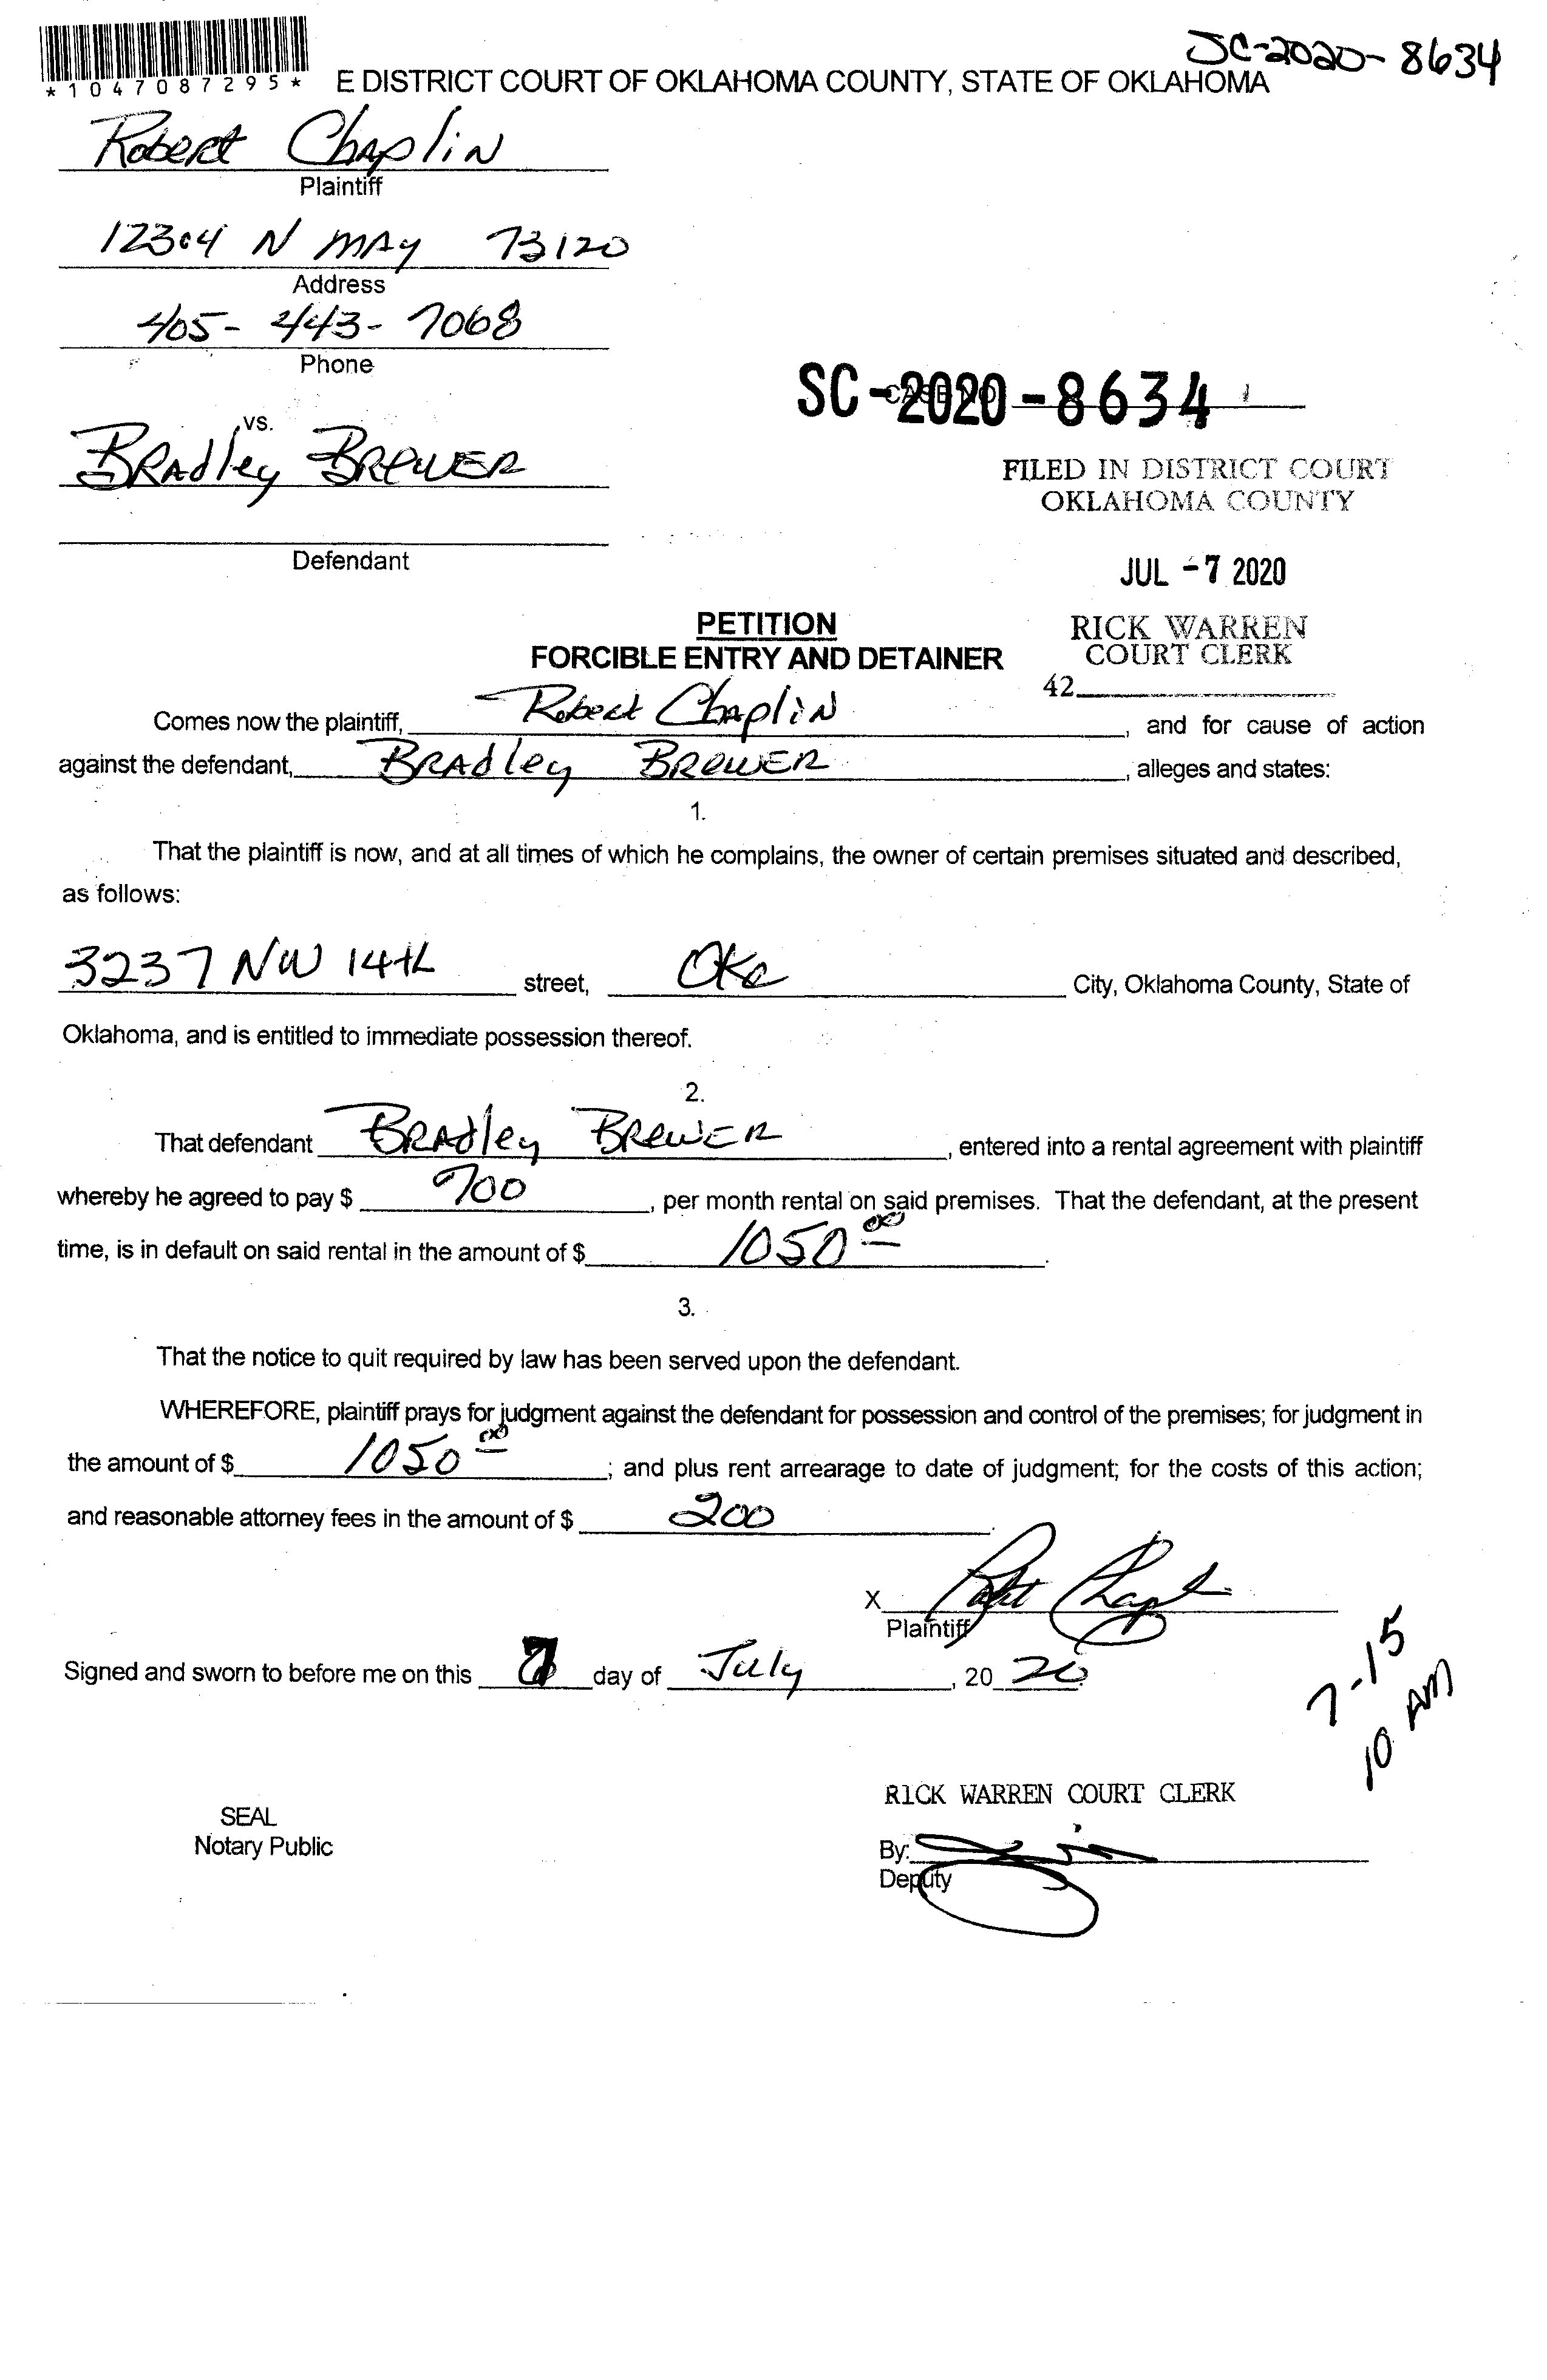 SC-2020-8634
*1047087295*
E DISTRICT COURT OF OKLAHOMA COUNTY, STATE OF OKLAHOMA
Robert Chaplin
Plaintiff
12304 N MAy 73120
Address
405-443-7068
Phone
vs.
SC-2020-8634
CASE NO.
BRAdley BREWER
FILED IN DISTRICT COURT
OKLAHOMA COUNTY
Defendant
JUL -7 2020
PETITION
FORCIBLE ENTRY AND DETAINER
RICK WARREN
COURT CLERK
42
Comes now the plaintiff, Robert Chaplin, and for cause of action
against the defendant, BRAdley BREWER, alleges and states:
1.
That the plaintiff is now, and at all times of which he complains, the owner of certain premises situated and described,
as follows:
3237 NW 14th street, OKC City, Oklahoma County, State of
Oklahoma, and is entitled to immediate possession thereof.
2.
That defendant BRAdley BREWER, entered into a rental agreement with plaintiff
whereby he agreed to pay $ 700, per month rental on said premises. That the defendant, at the present
time, is in default on said rental in the amount of $ 1050 00.
3.
That the notice to quit required by law has been served upon the defendant.
WHEREFORE, plaintiff prays for judgment against the defendant for possession and control of the premises; for judgment in
the amount of $ 1050 00; and plus rent arrearage to date of judgment; for the costs of this action;
and reasonable attorney fees in the amount of $ 200.
X Robert Chaplin
Plaintiff
Signed and sworn to before me on this 7 day of July, 20 20
7-15
10 AM
RICK WARREN COURT CLERK
SEAL
Notary Public
By:
Deputy